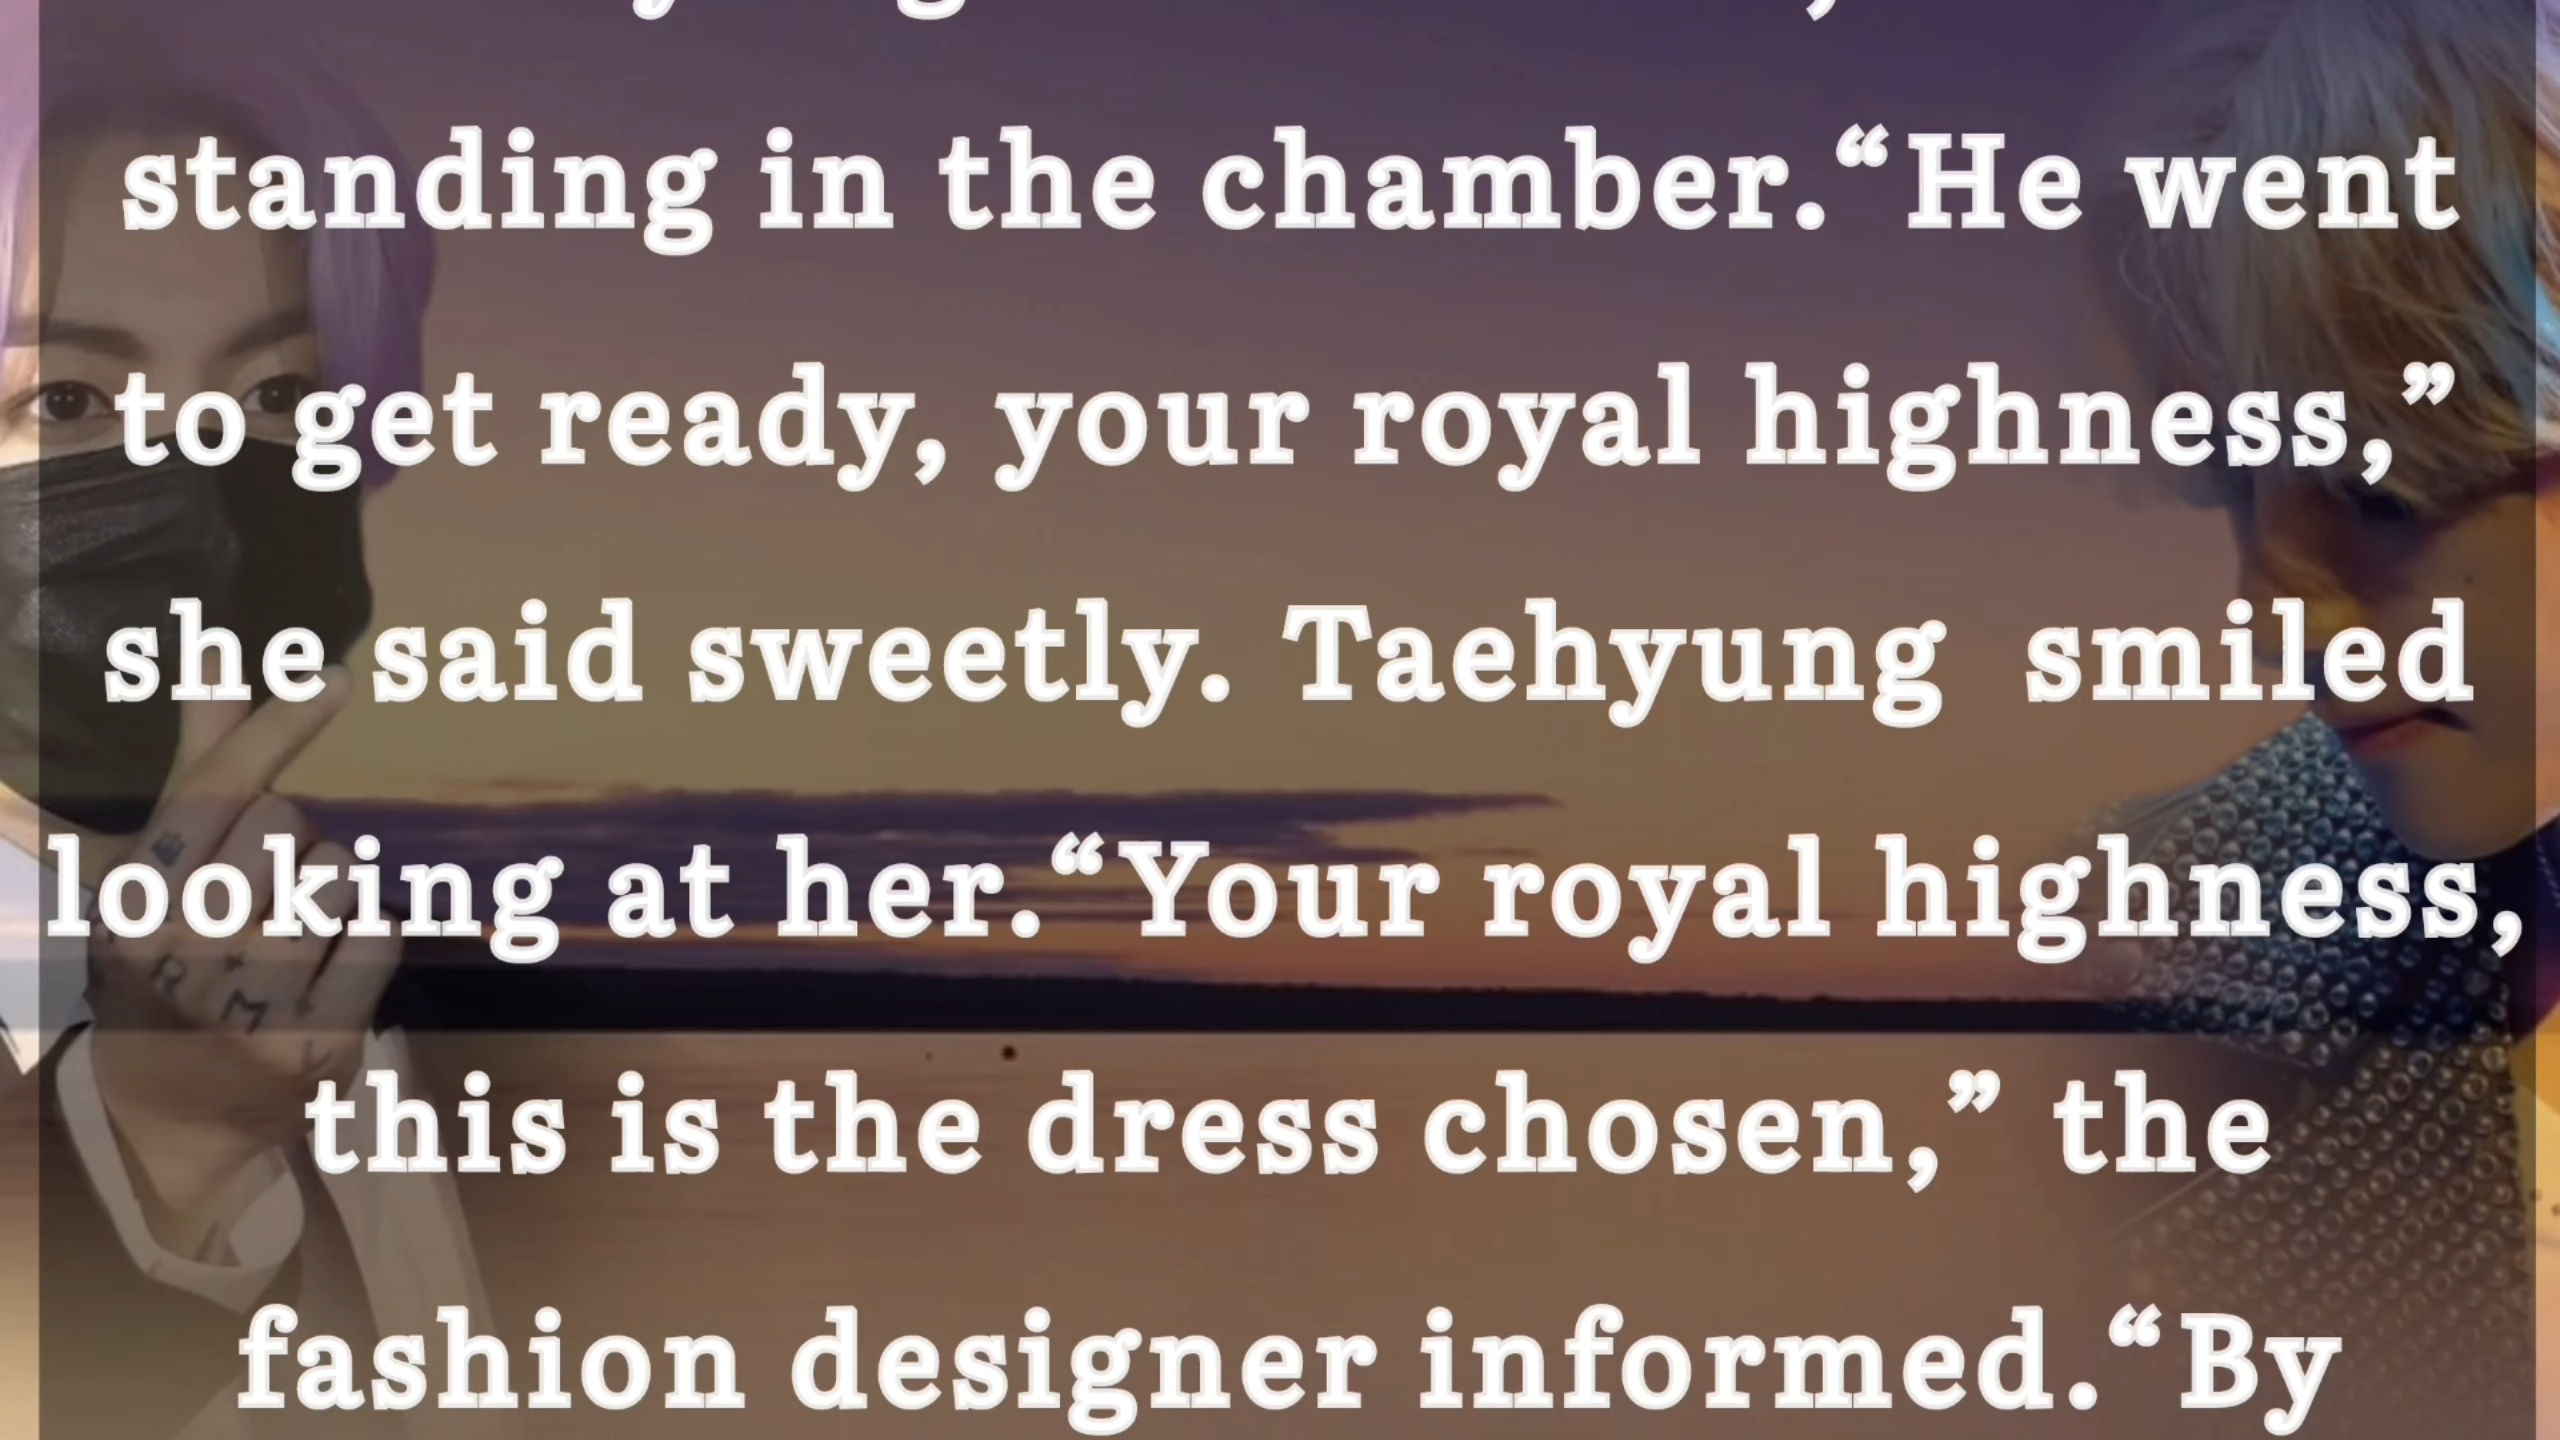 standing in the chamber.“He went
to get ready, your royal highness,”
she said sweetly. Taehyung smiled
looking at her.“Your royal highness,
this is the dress chosen,” the
fashion designer informed.“By